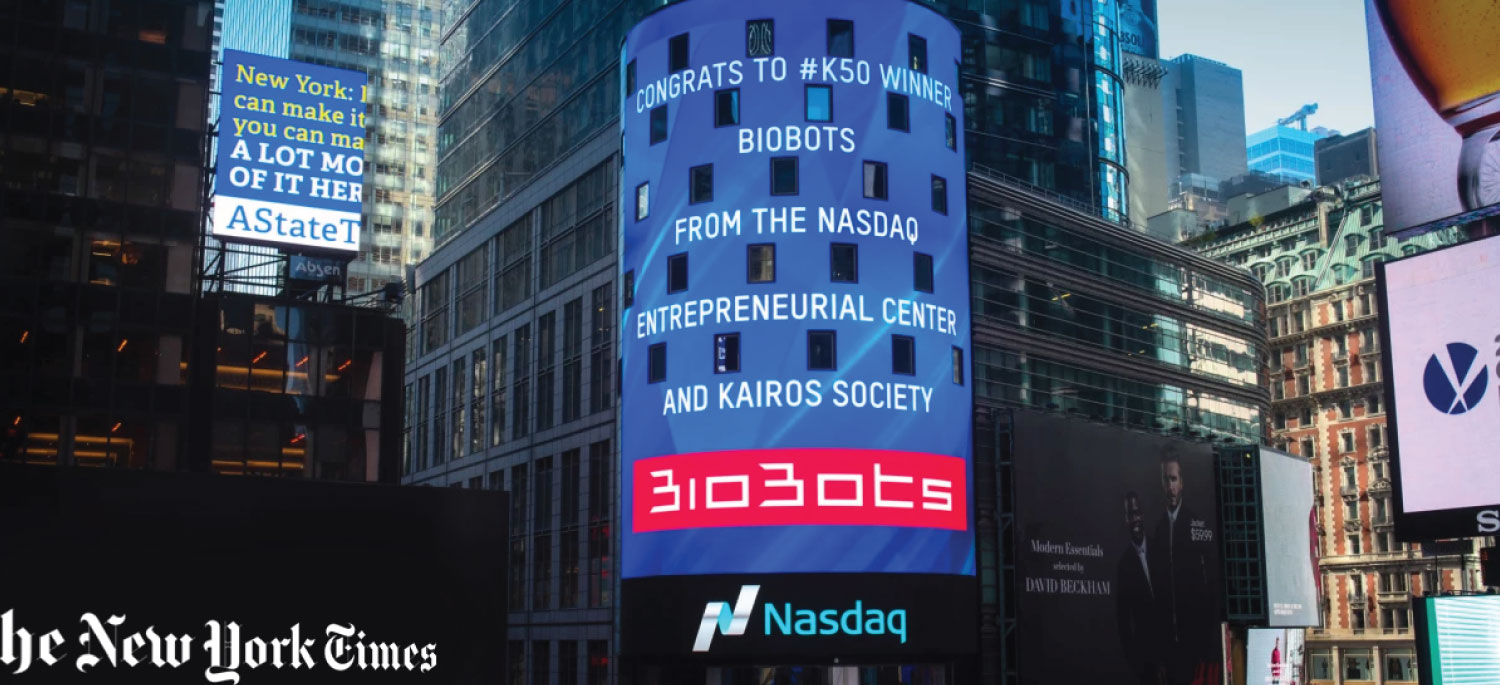 New York: I
can make it
you can ma
A LOT MO
OF IT HER
AStateT
Absen
CONGRATS TO #K50 WINNER
BIOBOTS
FROM THE NASDAQ
ENTREPRENEURIAL CENTER
AND KAIROS SOCIETY
BioBots
Nasdaq
he New York Times
Modern Essentials
selected by
DAVID BECKHAM
Jacket
$59.99
S